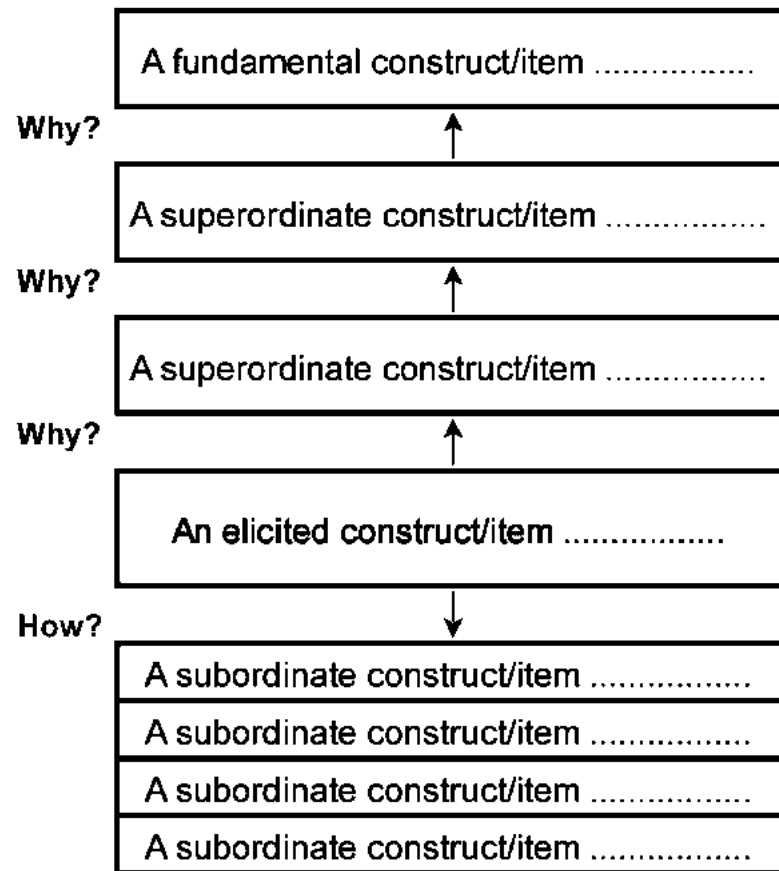 A fundamental construct/item .................
Why?
A superordinate construct/item .................
Why?
A superordinate construct/item .................
Why?
An elicited construct/item .................
How?
A subordinate construct/item .................
A subordinate construct/item .................
A subordinate construct/item .................
A subordinate construct/item .................